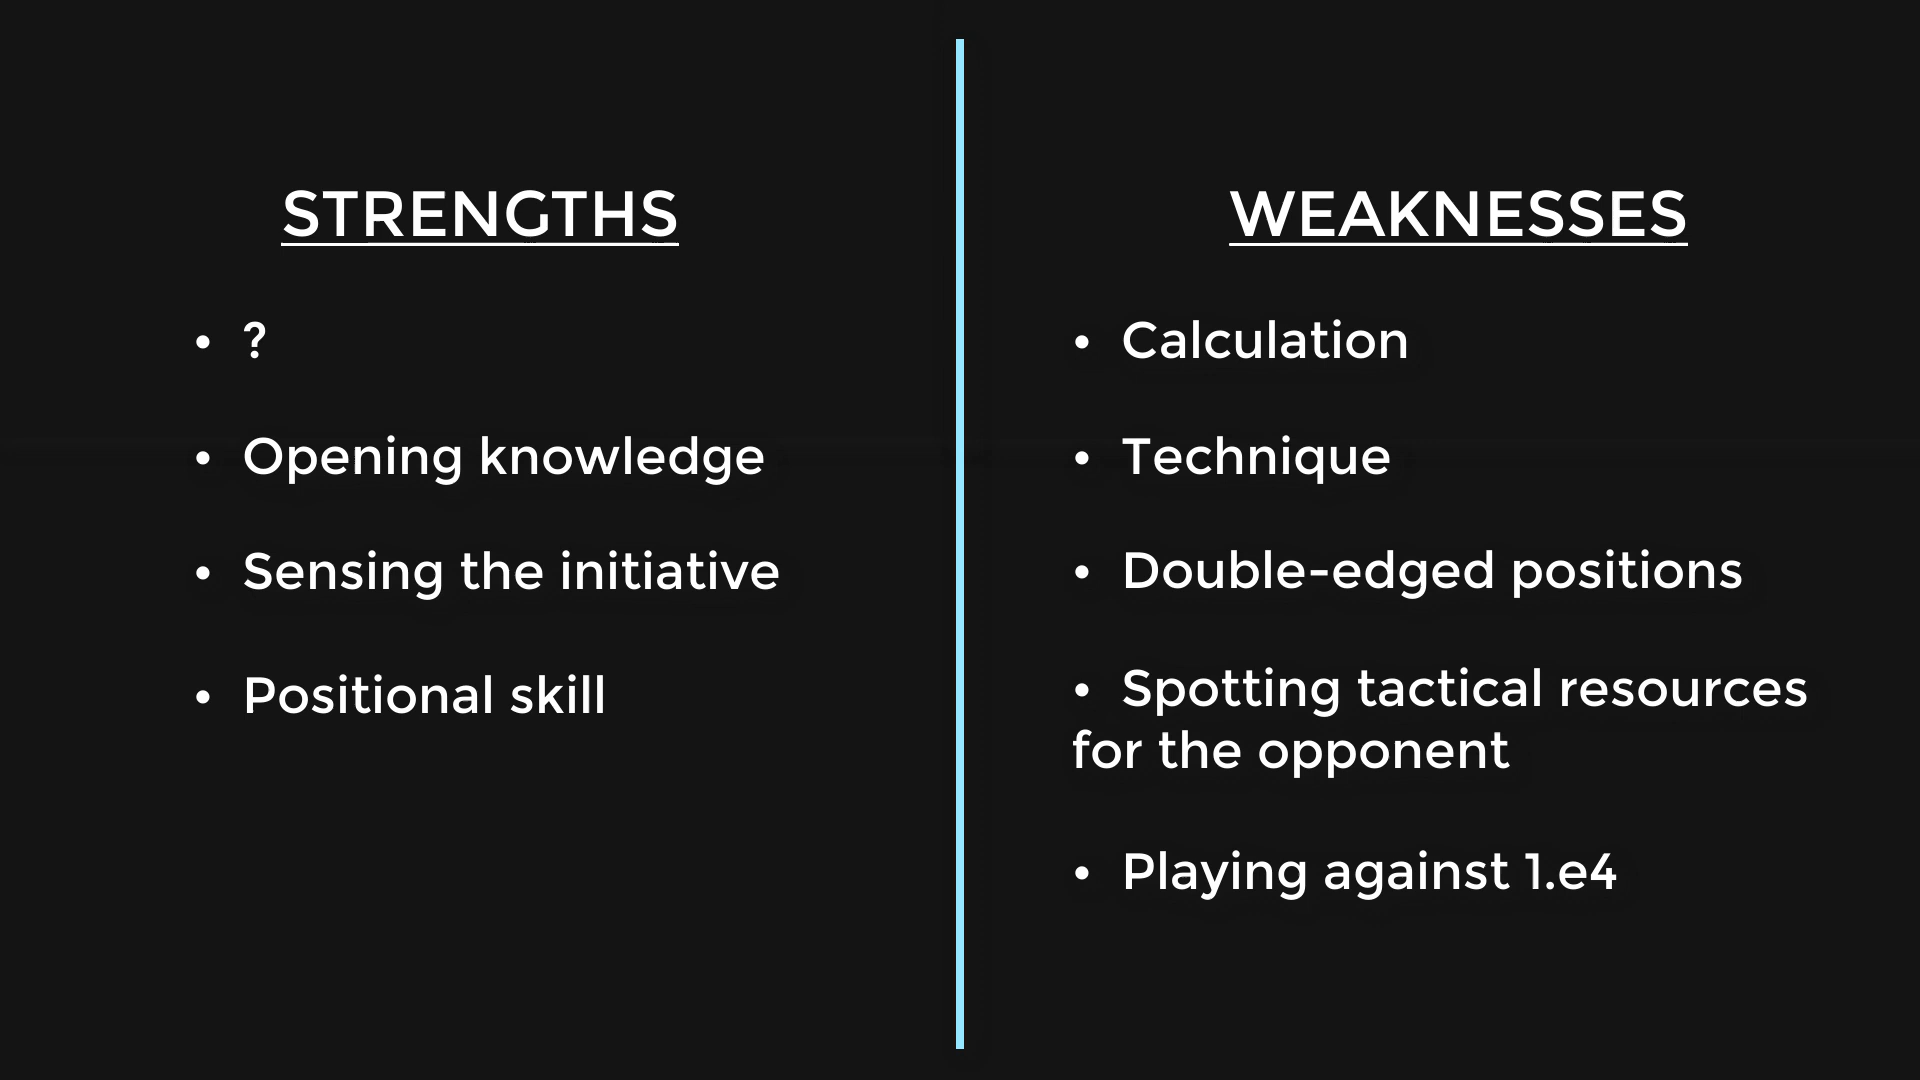 STRENGTHS
• ?
• Opening knowledge
• Sensing the initiative
• Positional skill
WEAKNESSES
• Calculation
• Technique
• Double-edged positions
• Spotting tactical resources
for the opponent
• Playing against 1.e4